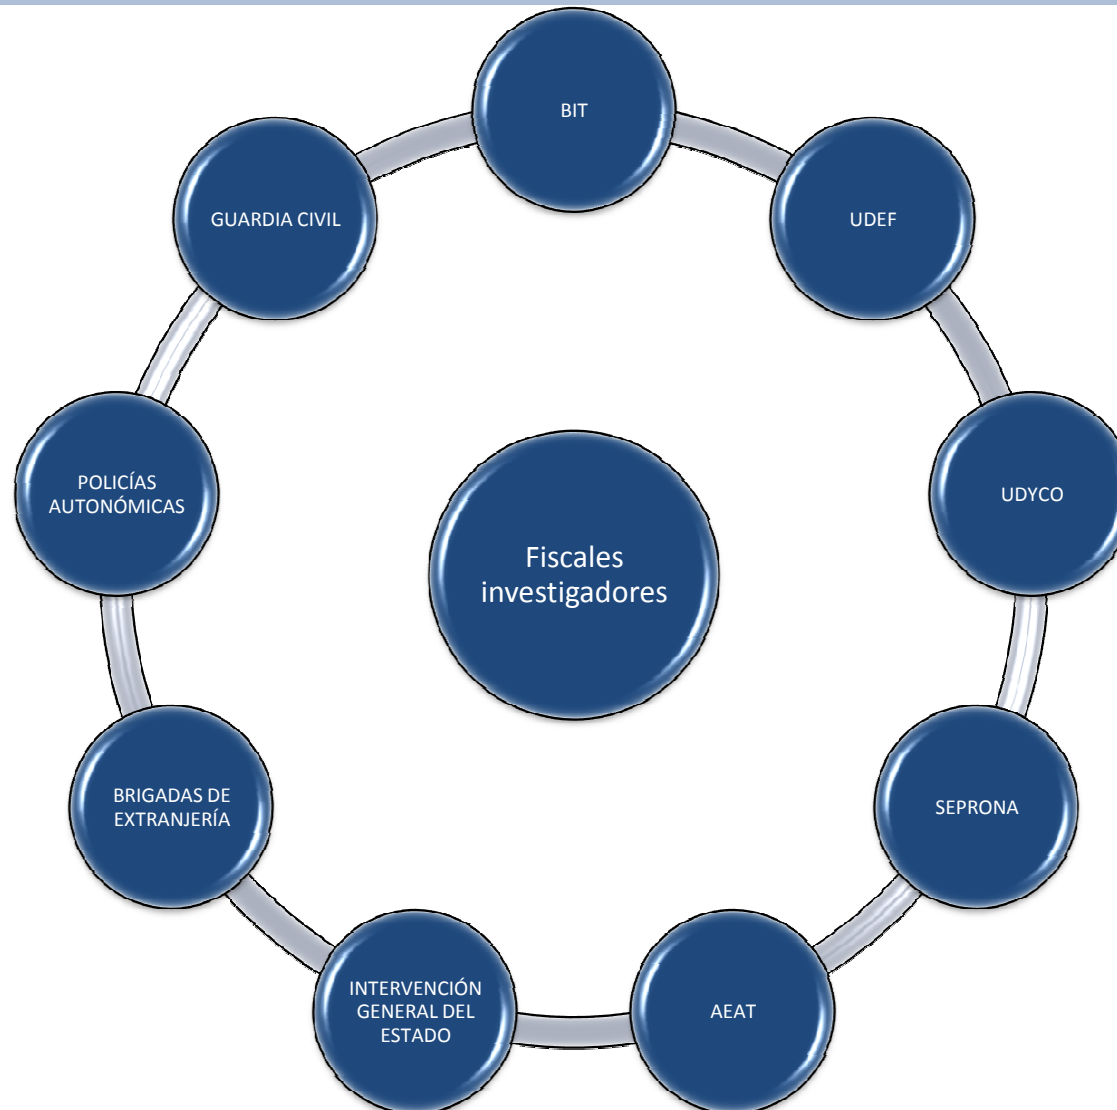 BIT
GUARDIA CIVIL
UDEF
POLICÍAS
AUTONÓMICAS
UDYCO
Fiscales
investigadores
BRIGADAS DE
EXTRANJERÍA
SEPRONA
INTERVENCIÓN
GENERAL DEL
ESTADO
AEAT